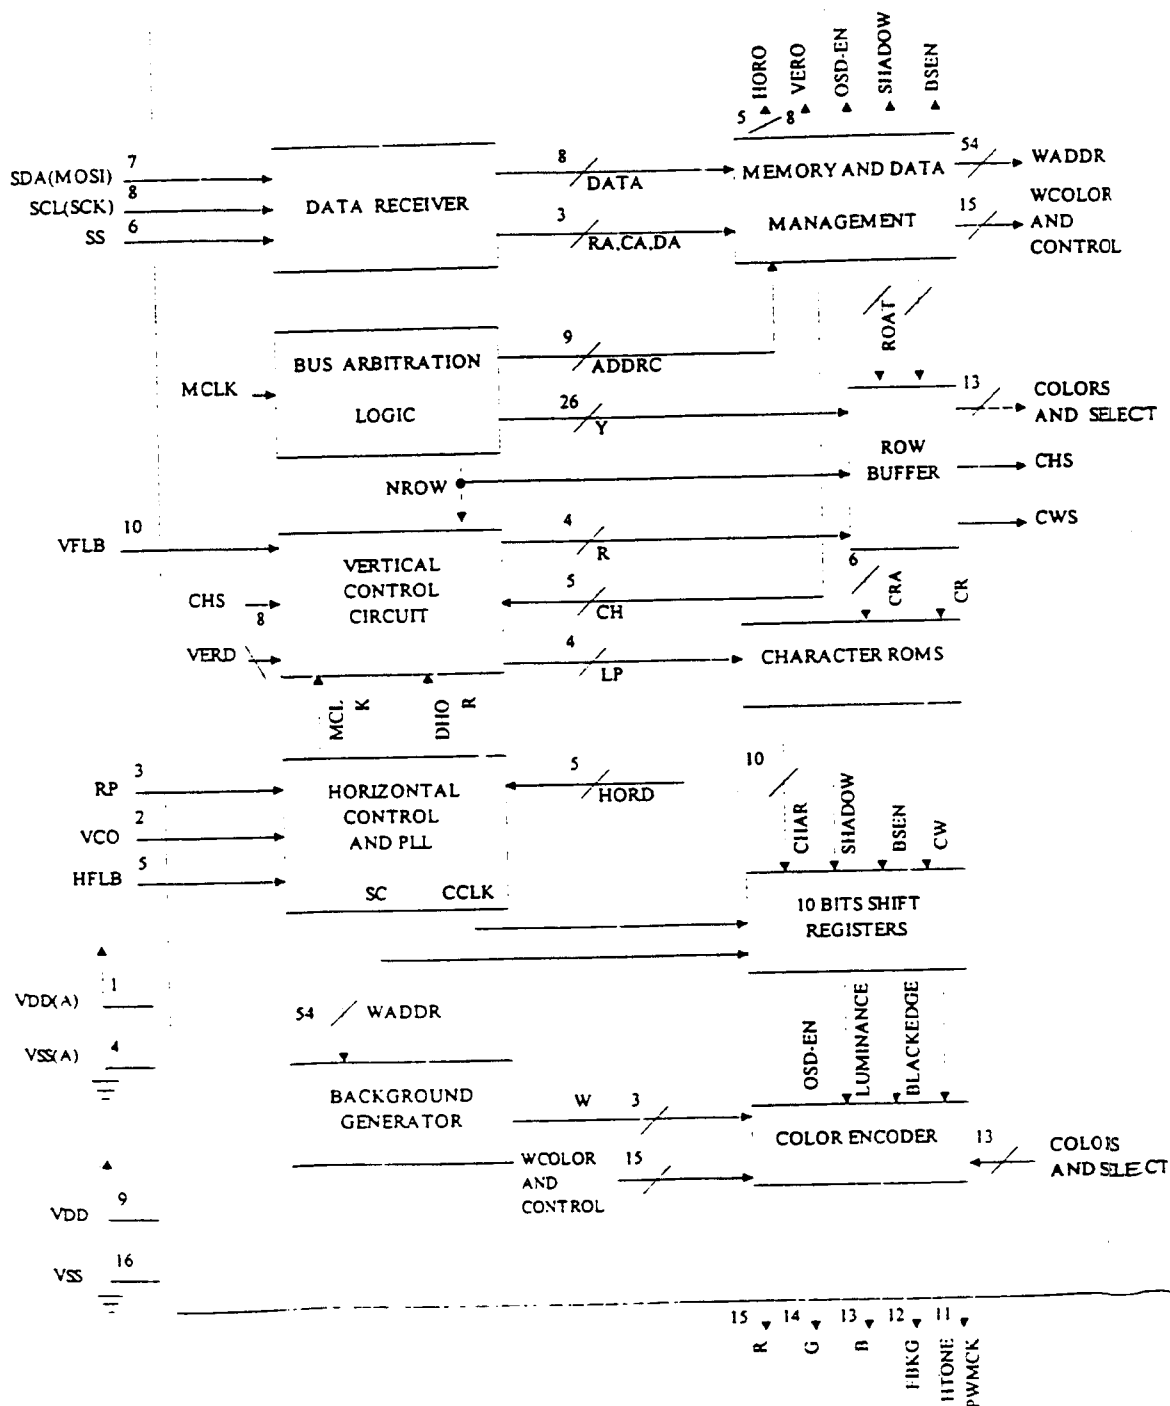 HORO
VERO
OSD-EN
SHADOW
BSEN
5
8
SDA(MOSI)
7
SCL(SCK)
8
SS
6
DATA RECEIVER
8
DATA
3
RA,CA,DA
MEMORY AND DATA
MANAGEMENT
54
WADDR
15
WCOLOR
AND
CONTROL
ROAT
MCLK
BUS ARBITRATION
LOGIC
9
ADDRC
26
Y
NROW
ROW
BUFFER
13
COLORS
AND SELECT
CHS
CWS
10
VFLB
CHS
8
VERD
VERTICAL
CONTROL
CIRCUIT
4
R
5
CH
4
LP
6
CRA
CR
CHARACTER ROMS
MCL
K
DHO
R
3
RP
2
VCO
5
HFLB
HORIZONTAL
CONTROL
AND PLL
SC
CCLK
5
HORD
10
CHAR
SHADOW
BSEN
CW
10 BITS SHIFT
REGISTERS
1
VDD(A)
4
VSS(A)
54
WADDR
BACKGROUND
GENERATOR
W
3
WCOLOR
AND
CONTROL
15
OSD-EN
LUMINANCE
BLACKEDGE
COLOR ENCODER
13
COLOIS
AND SELECT
9
VDD
16
VSS
15
14
13
12
11
R
G
B
FBKG
HTONE
PWMCK